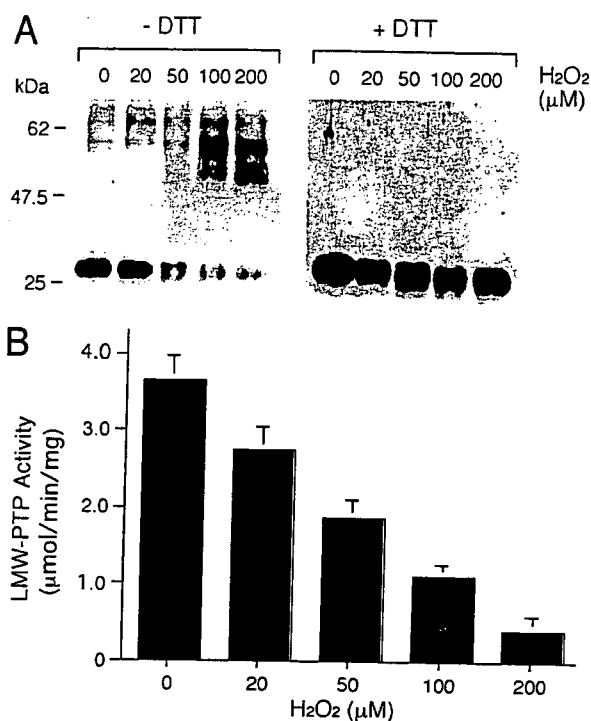 A
- DTT
+ DTT
kDa
0 20 50 100 200
0 20 50 100 200
H₂O₂
(μM)
62
47.5
25
B
LMW-PTP Activity
(μmol/min/mg)
4.0
3.0
2.0
1.0
0
0 20 50 100 200
H₂O₂ (μM)